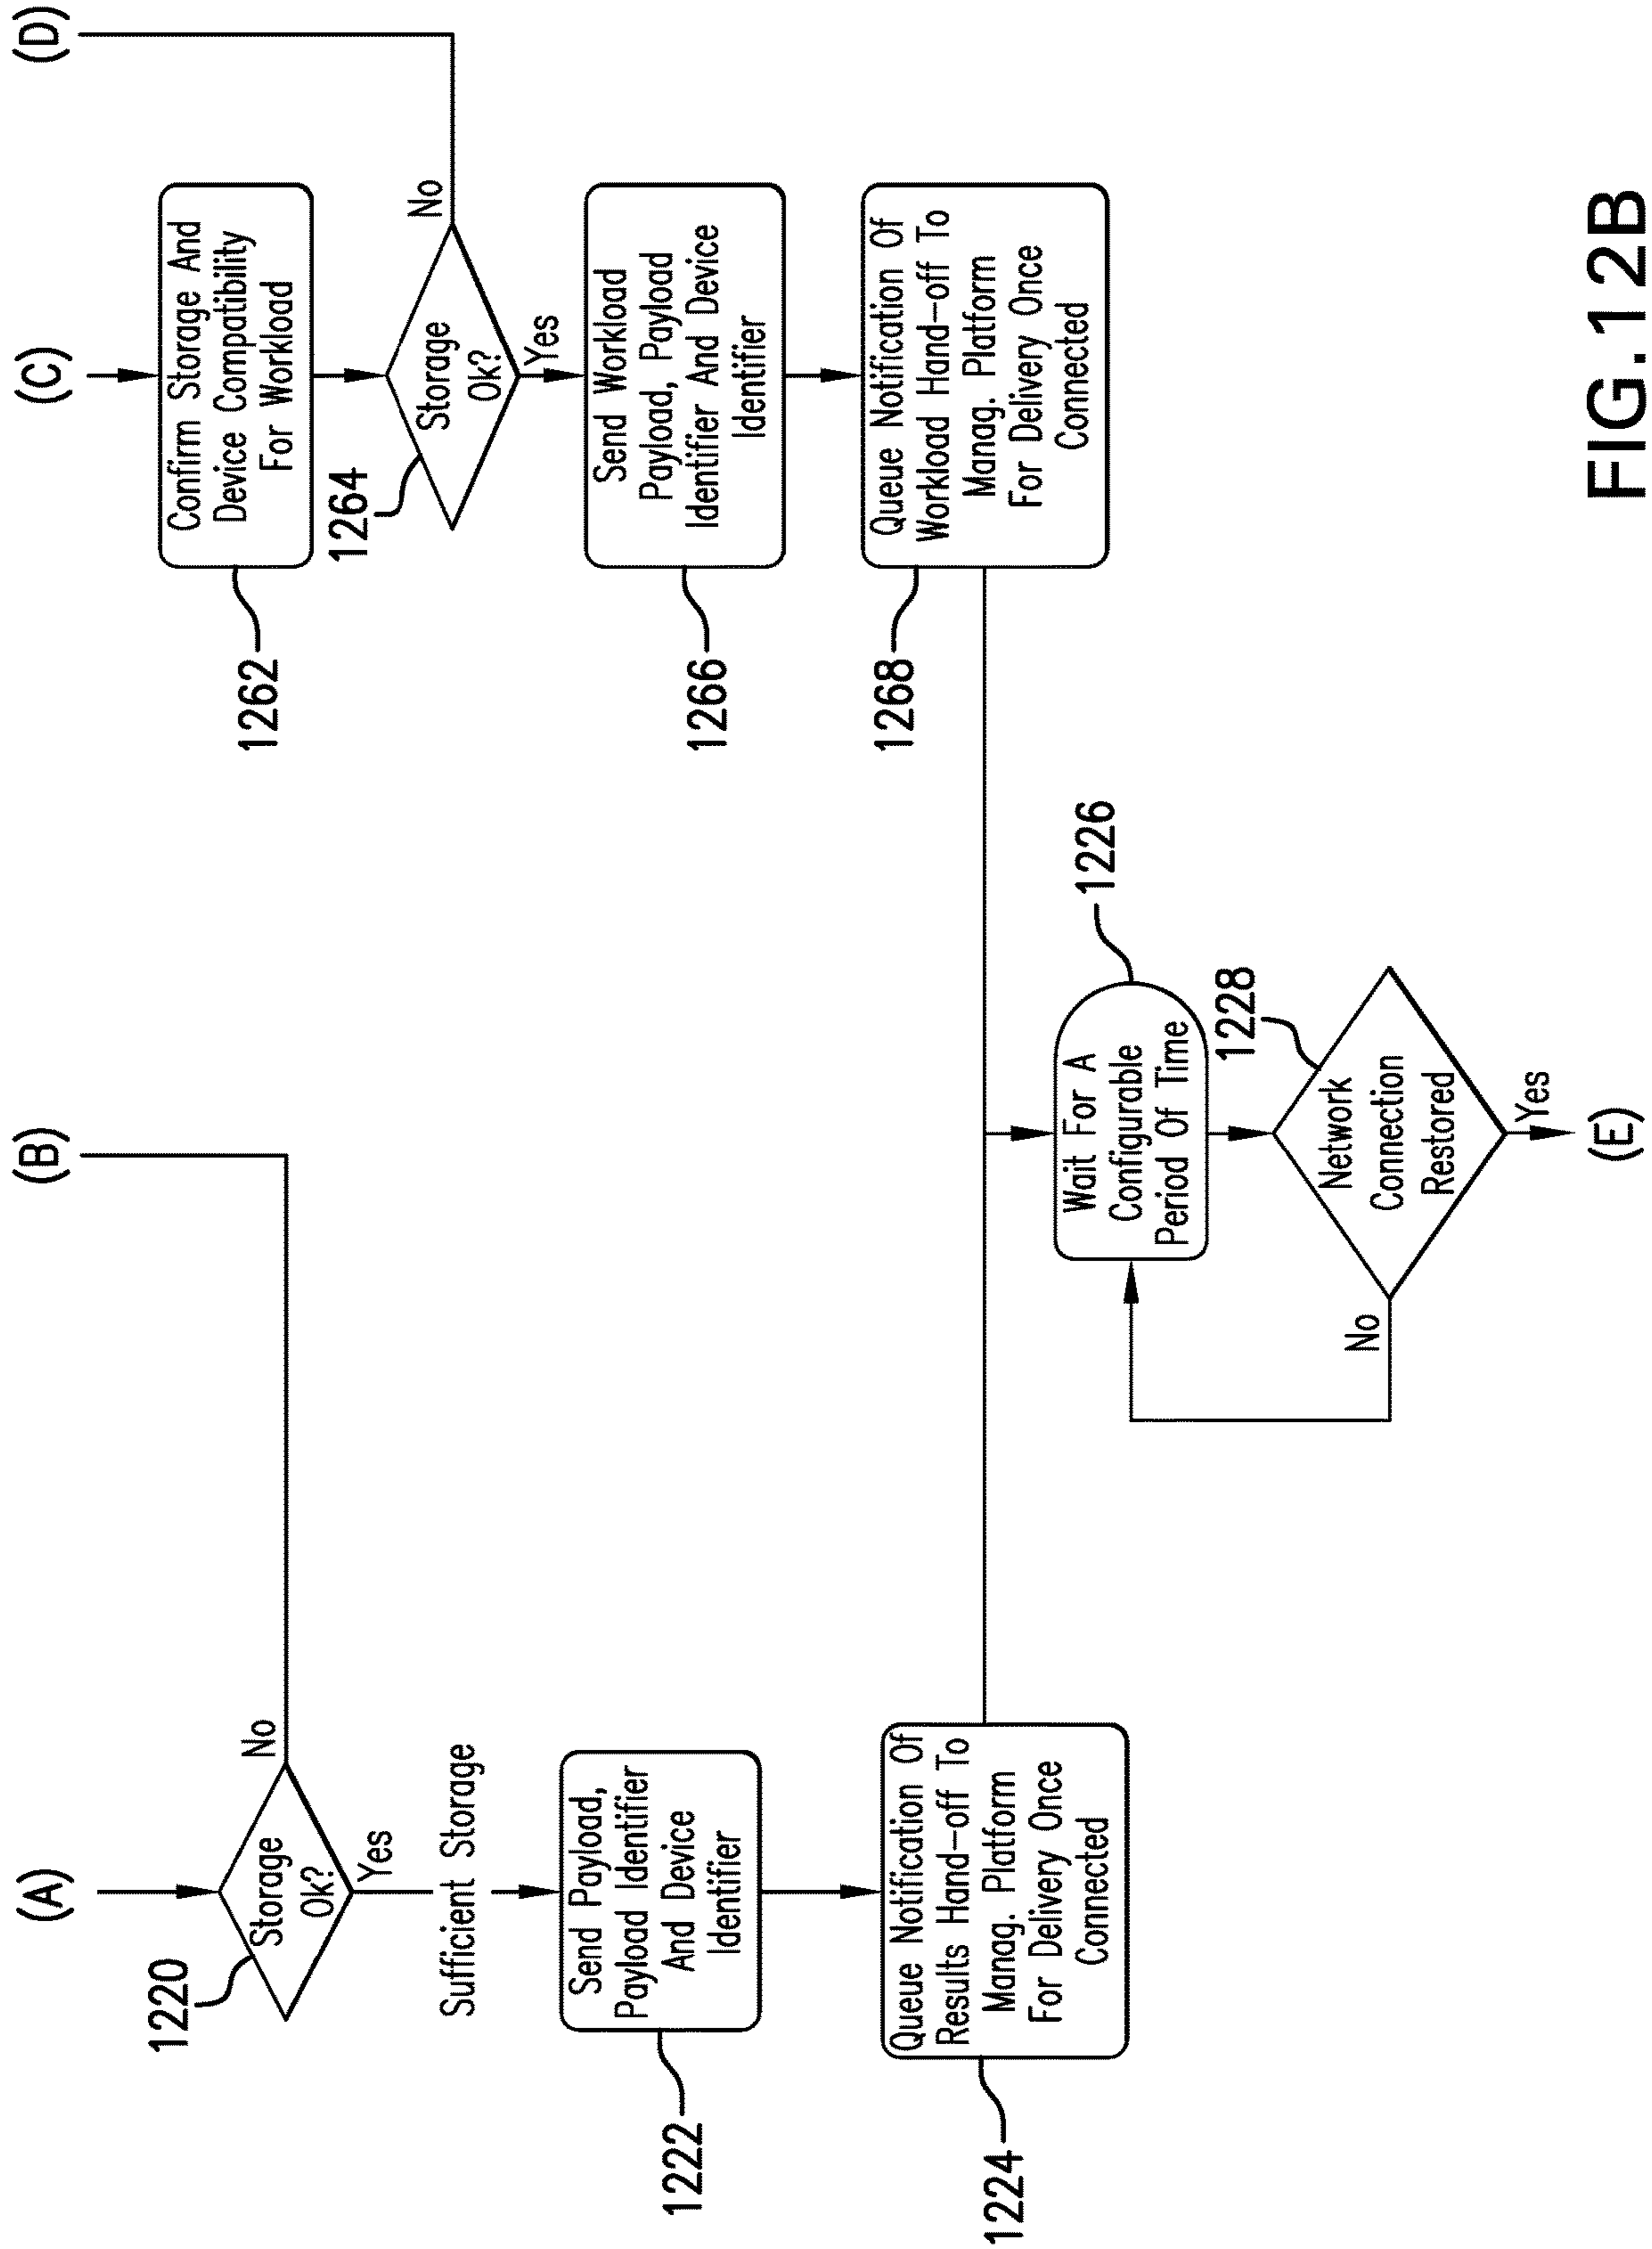 (A)
(B)
(C)
(D)
1220
Storage
Ok?
No
Yes
Sufficient Storage
1222
Send Payload,
Payload Identifier
And Device
Identifier
1224
Queue Notification Of
Results Hand-off To
Manag. Platform
For Delivery Once
Connected
1262
Confirm Storage And
Device Compatibility
For Workload
1264
Storage
Ok?
No
Yes
1266
Send Workload
Payload, Payload
Identifier And Device
Identifier
1268
Queue Notification Of
Workload Hand-off To
Manag. Platform
For Delivery Once
Connected
1226
Wait For A
Configurable
Period Of Time
1228
Network
Connection
Restored
No
Yes
(E)
FIG.12B